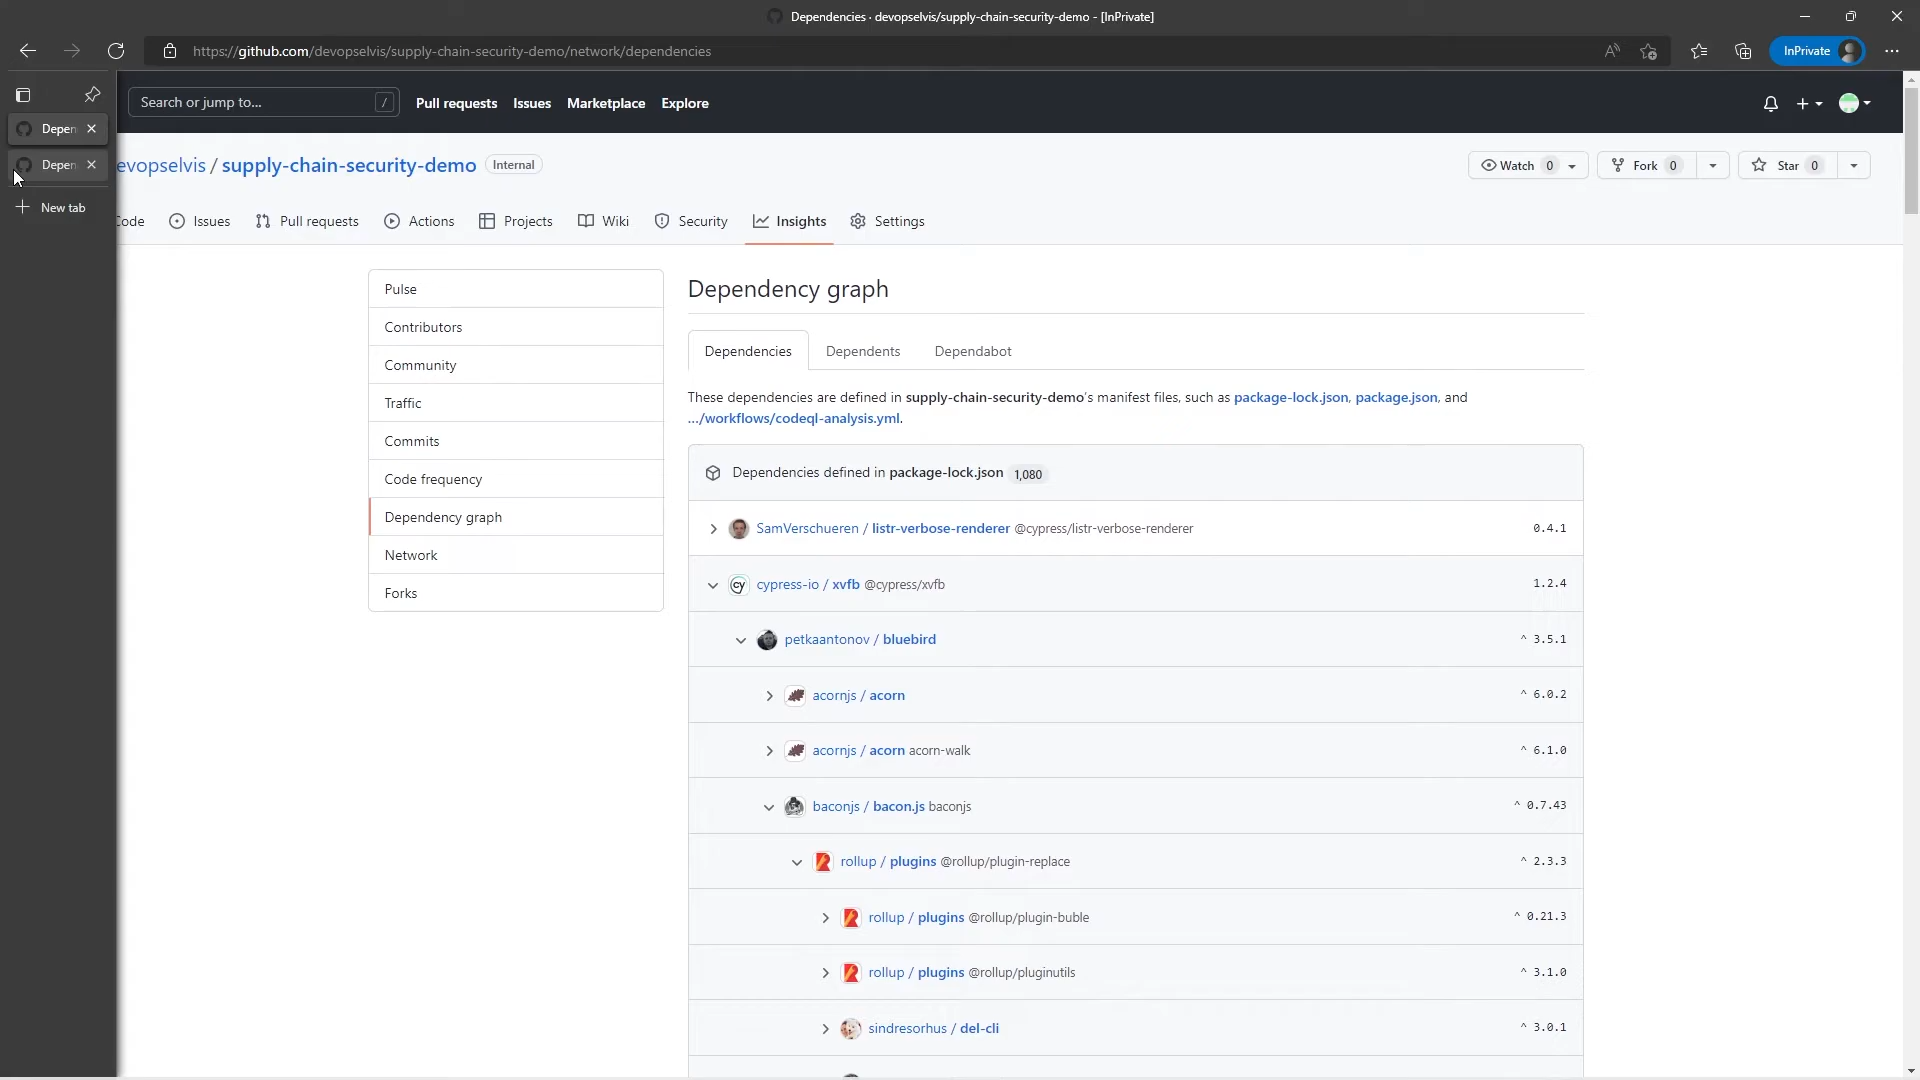 Dependencies · devopselvis/supply-chain-security-demo - [InPrivate]
https://github.com/devopselvis/supply-chain-security-demo/network/dependencies
InPrivate
Search or jump to... /
Pull requests Issues Marketplace Explore
Depen
Depen
New tab
evopselvis / supply-chain-security-demo Internal
Watch 0 Fork 0 Star 0
Code Issues Pull requests Actions Projects Wiki Security Insights Settings
Pulse
Contributors
Community
Traffic
Commits
Code frequency
Dependency graph
Network
Forks
Dependency graph
Dependencies Dependents Dependabot
These dependencies are defined in supply-chain-security-demo's manifest files, such as package-lock.json, package.json, and
…/workflows/codeql-analysis.yml.
Dependencies defined in package-lock.json 1,080
SamVerschueren / listr-verbose-renderer @cypress/listr-verbose-renderer 0.4.1
cy cypress-io / xvfb @cypress/xvfb 1.2.4
petkaantonov / bluebird ^ 3.5.1
acornjs / acorn ^ 6.0.2
acornjs / acorn acorn-walk ^ 6.1.0
baconjs / bacon.js baconjs ^ 0.7.43
rollup / plugins @rollup/plugin-replace ^ 2.3.3
rollup / plugins @rollup/plugin-buble ^ 0.21.3
rollup / plugins @rollup/pluginutils ^ 3.1.0
sindresorhus / del-cli ^ 3.0.1